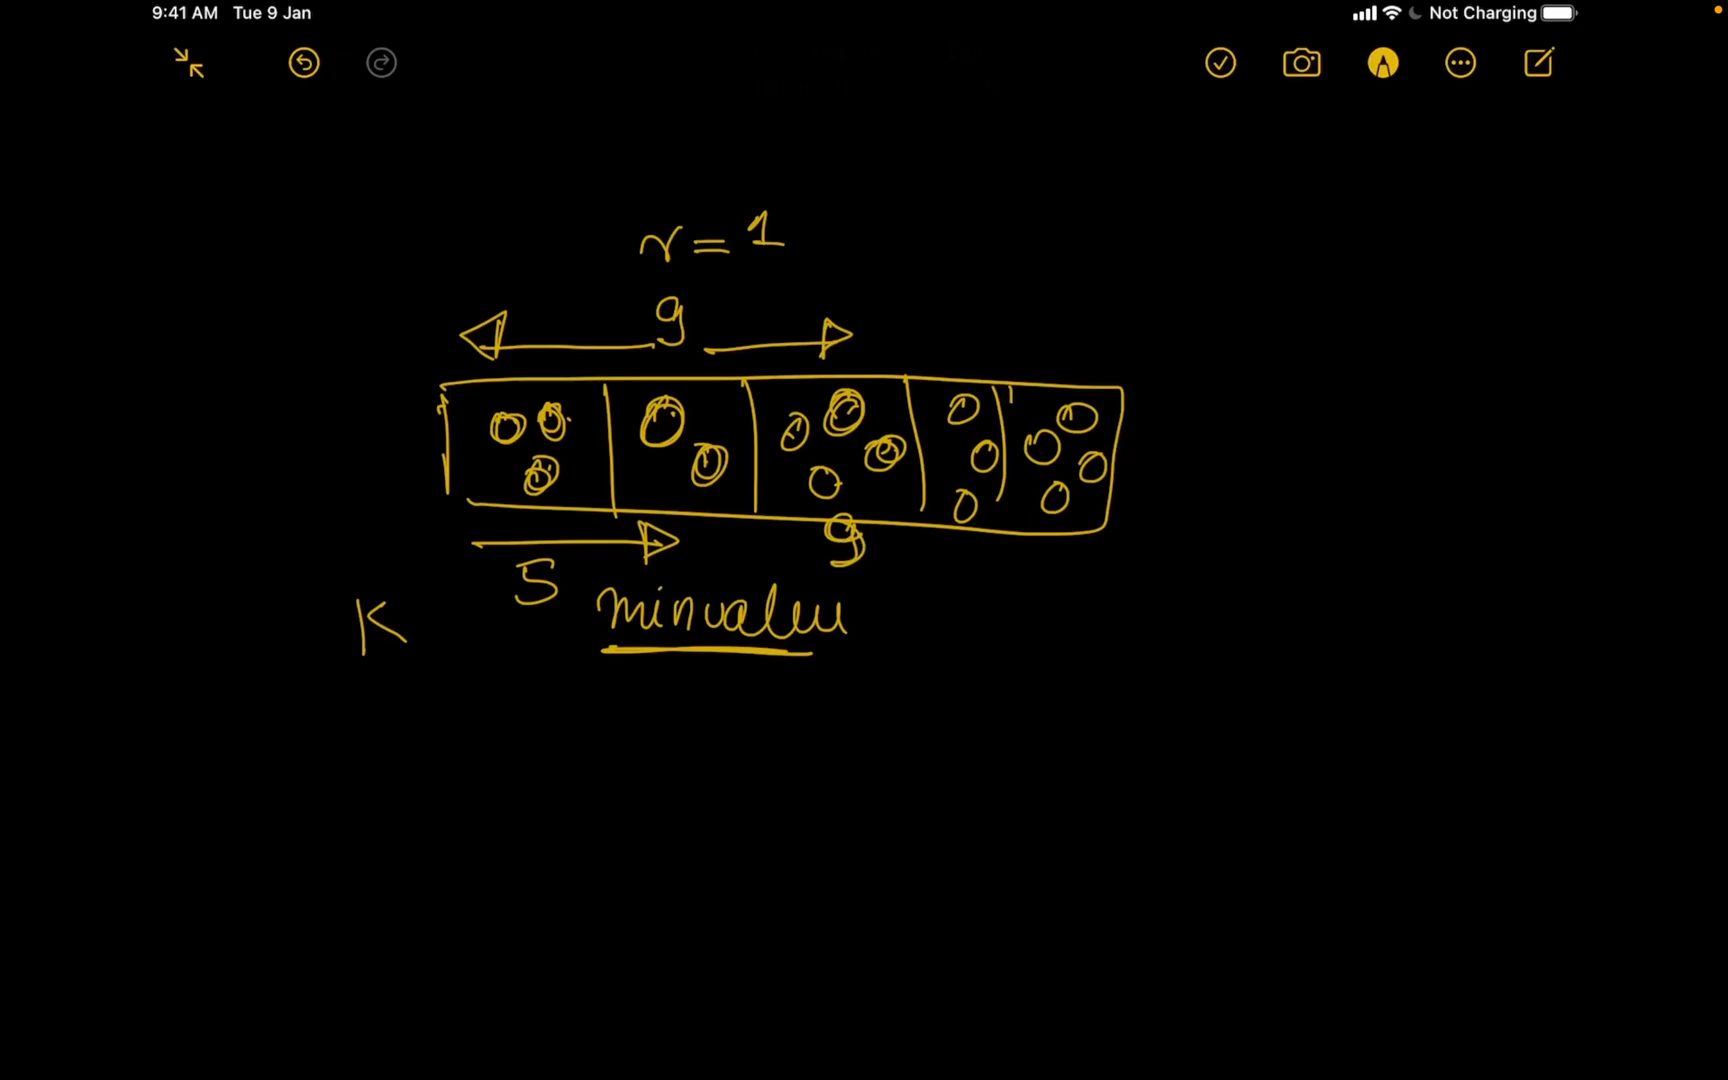 9:41 AM Tue 9 Jan
Not Charging
r = 1
9
9
5
minvalue
K